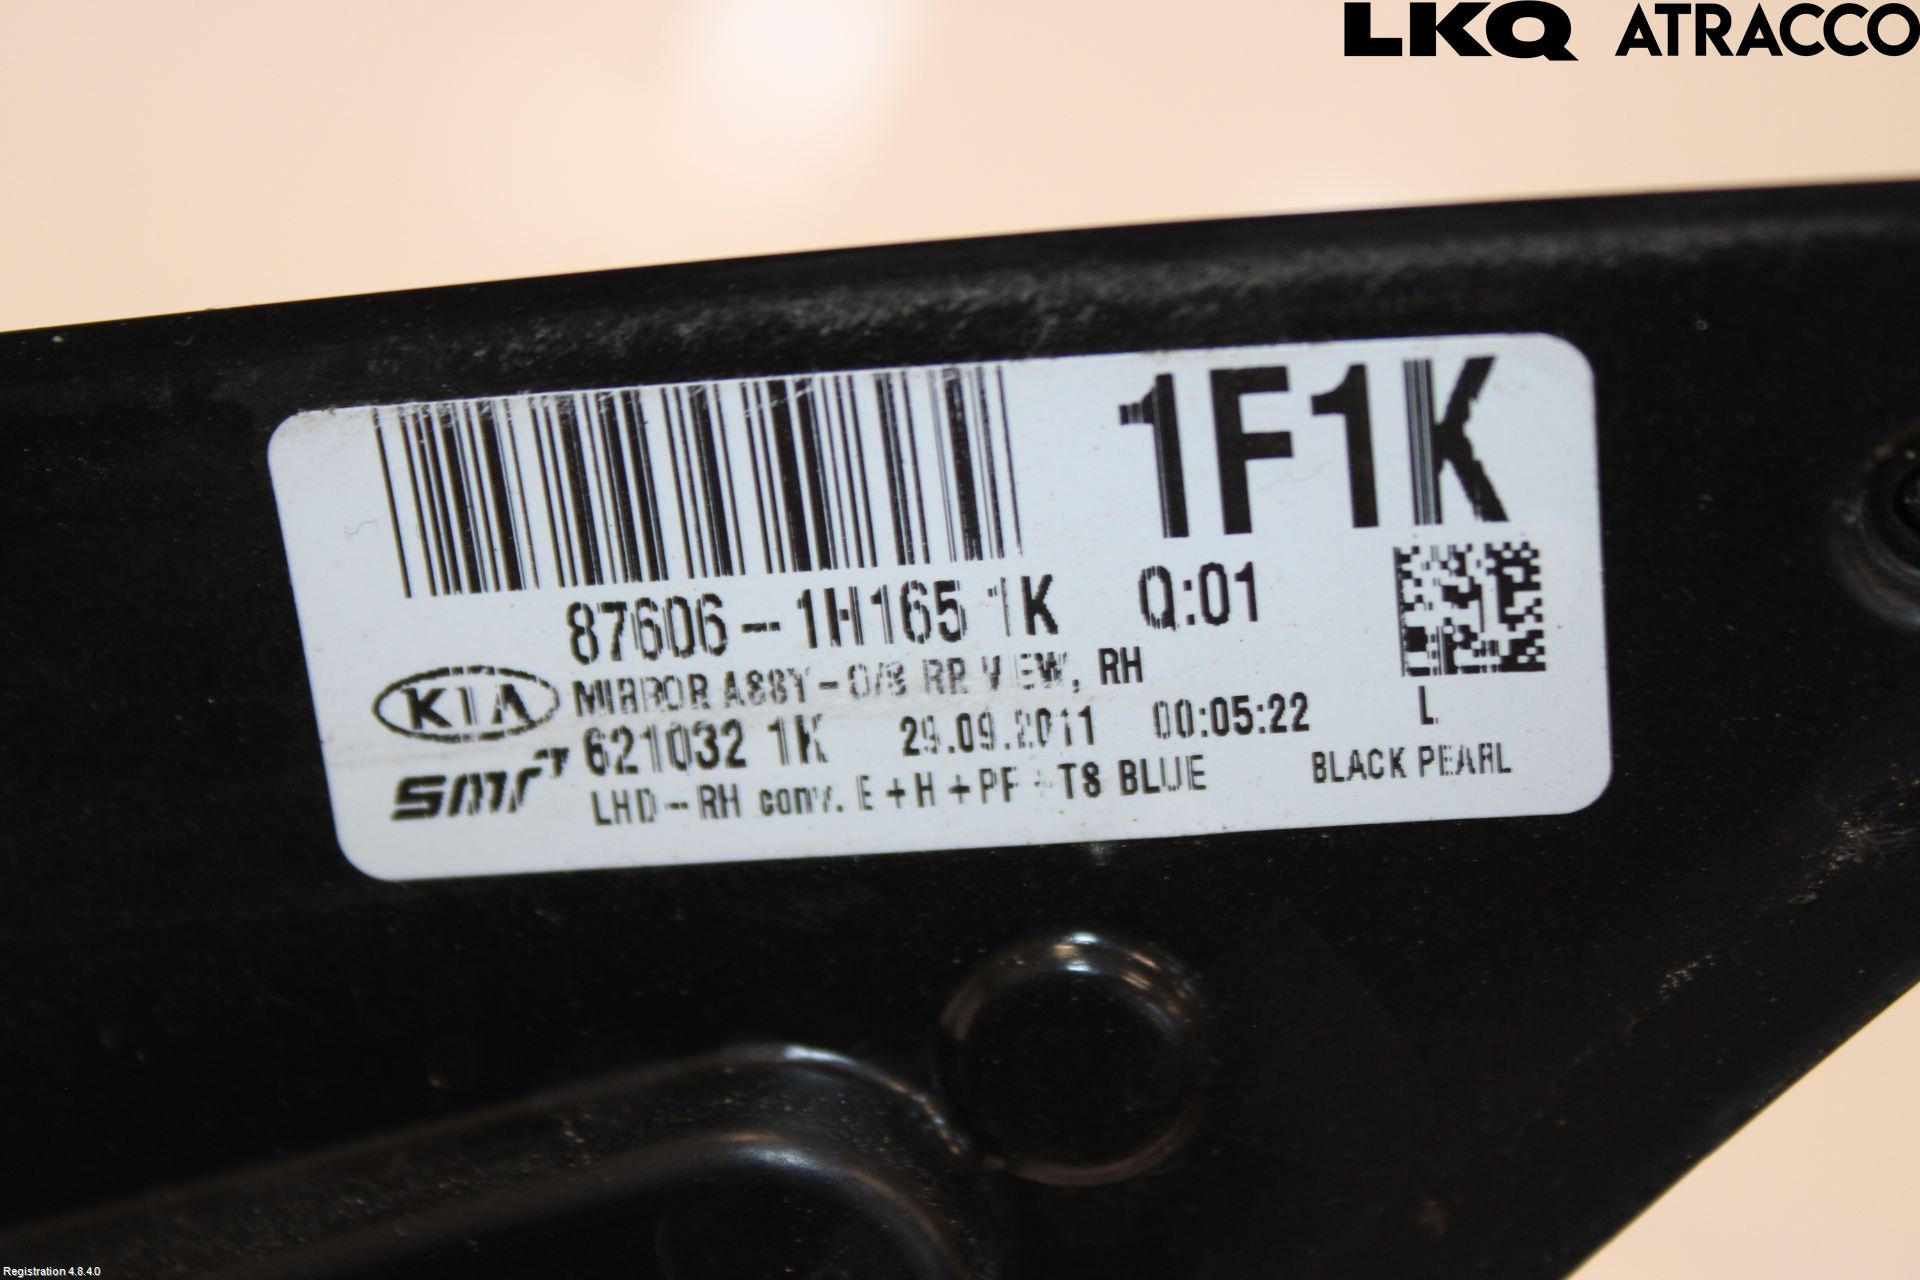 LKQ ATRACCO
1F1K
87606-1H165 1K Q:01
KIA MIRROR ASSY-O/S RR VIEW, RH
621032 1K 29.09.2011 00:05:22 L
SMR LHD-RH conv. E+H+PF+T8 BLUE BLACK PEARL
Registration 4.8.4.0